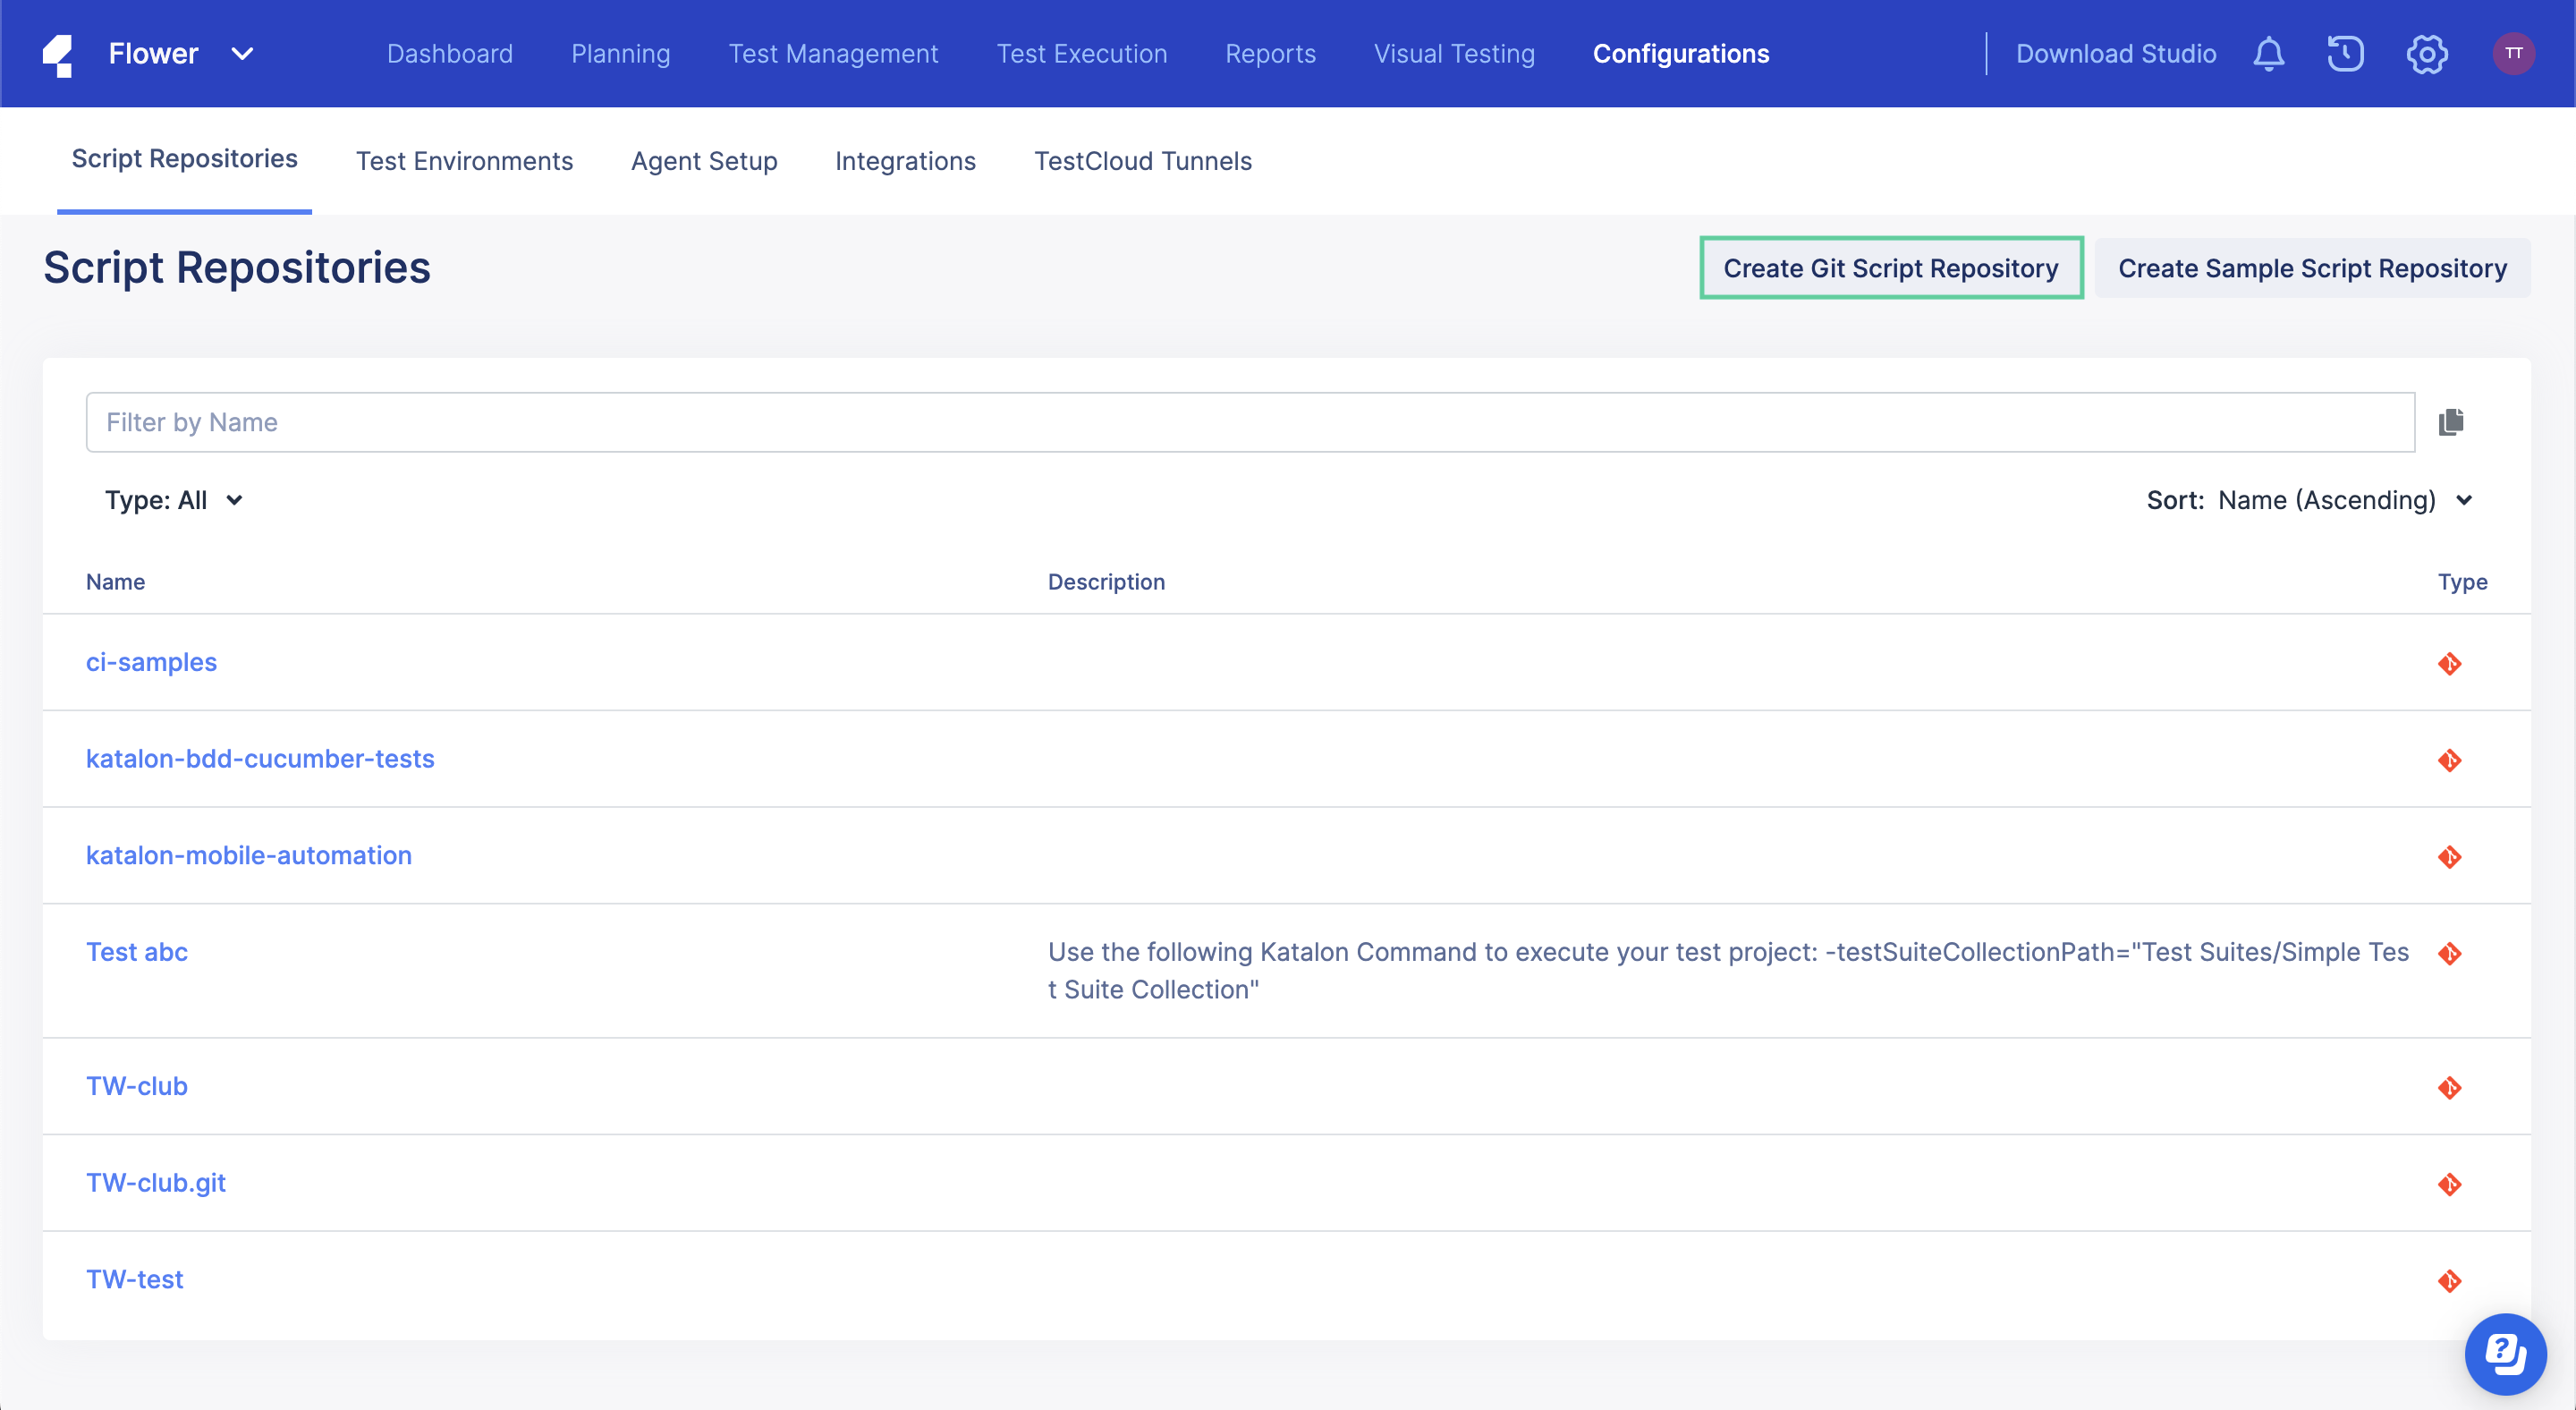 Flower
Dashboard
Planning
Test Management
Test Execution
Reports
Visual Testing
Configurations
Download Studio
TT
Script Repositories
Test Environments
Agent Setup
Integrations
TestCloud Tunnels
Script Repositories
Create Git Script Repository
Create Sample Script Repository
Filter by Name
Type: All
Sort: Name (Ascending)
Name
Description
Type
ci-samples
katalon-bdd-cucumber-tests
katalon-mobile-automation
Test abc
Use the following Katalon Command to execute your test project: -testSuiteCollectionPath="Test Suites/Simple Tes
t Suite Collection"
TW-club
TW-club.git
TW-test
?